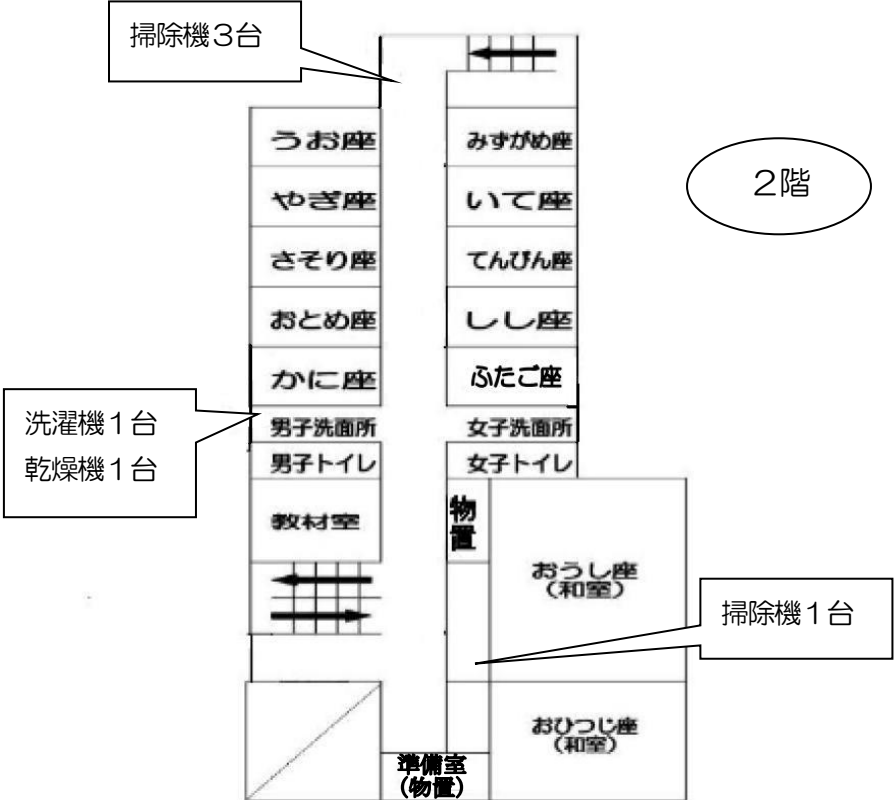 掃除機３台
うお座
みずがめ座
２階
やぎ座
いて座
さそり座
てんびん座
おとめ座
しし座
かに座
ふたご座
洗濯機１台
乾燥機１台
男子洗面所
女子洗面所
男子トイレ
女子トイレ
教材室
物置
おうし座
（和室）
掃除機１台
おひつじ座
（和室）
準備室
（物置）